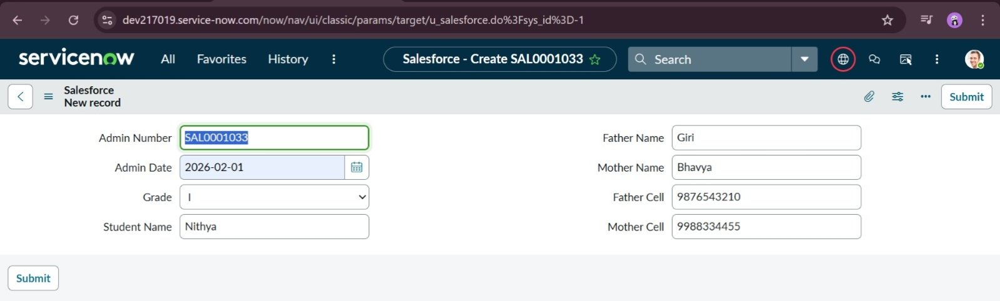 dev217019.service-now.com/now/nav/ui/classic/params/target/u_salesforce.do%3Fsys_id%3D-1
servicenow All Favorites History Salesforce - Create SAL0001033 Search
Salesforce
New record
Submit
Admin Number SAL0001033
Admin Date 2026-02-01
Grade I
Student Name Nithya
Father Name Giri
Mother Name Bhavya
Father Cell 9876543210
Mother Cell 9988334455
Submit